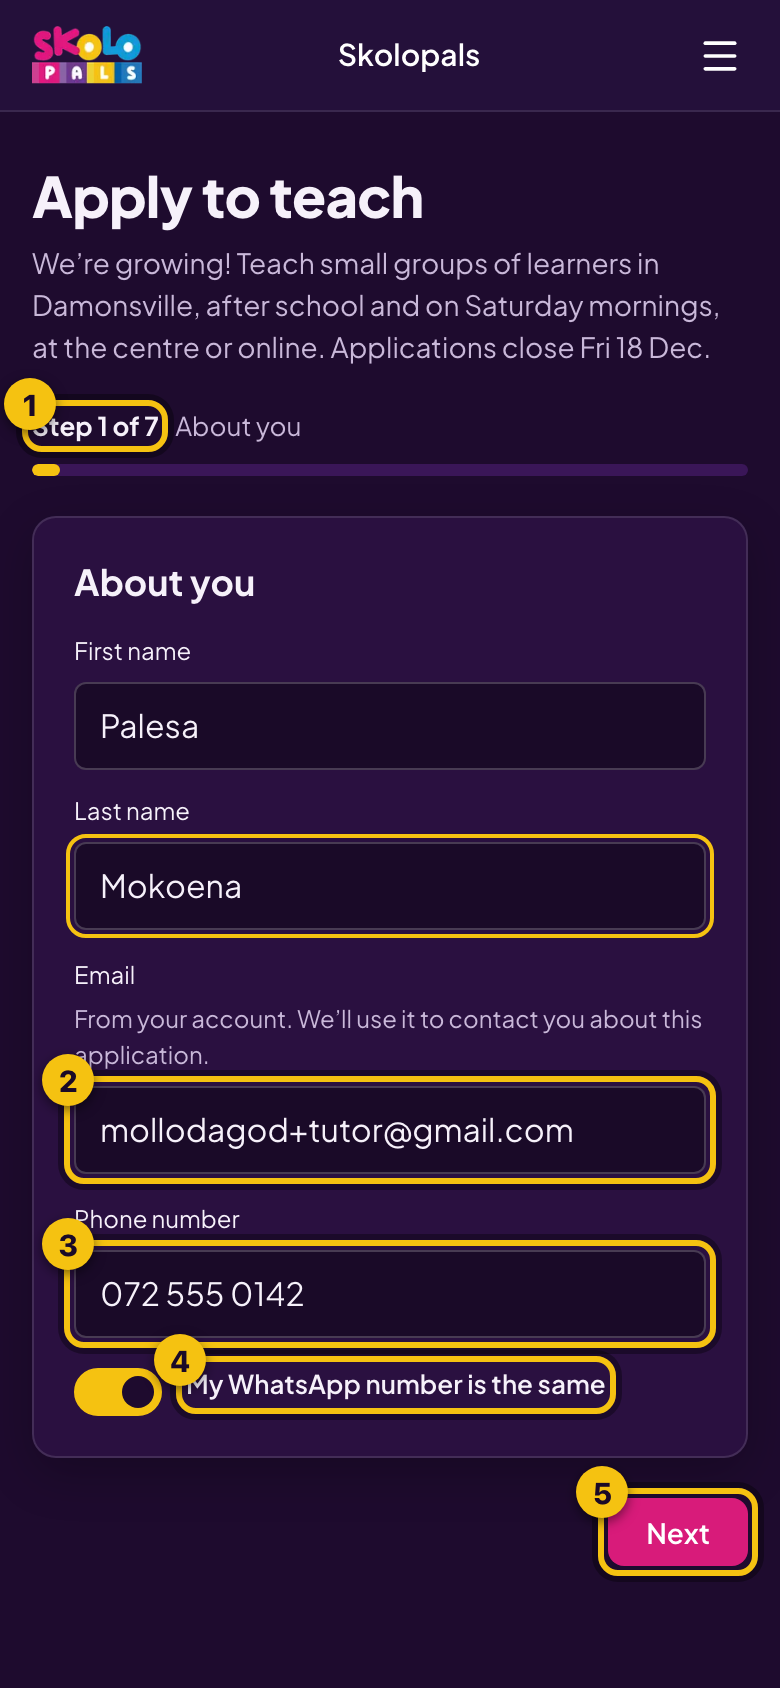 SKOLO
PALS
Skolopals
Apply to teach
We’re growing! Teach small groups of learners in
Damonsville, after school and on Saturday mornings,
at the centre or online. Applications close Fri 18 Dec.
1
Step 1 of 7 About you
About you
First name
Palesa
Last name
Mokoena
Email
From your account. We’ll use it to contact you about this
application.
2
mollodagod+tutor@gmail.com
Phone number
3
072 555 0142
4
My WhatsApp number is the same
5
Next